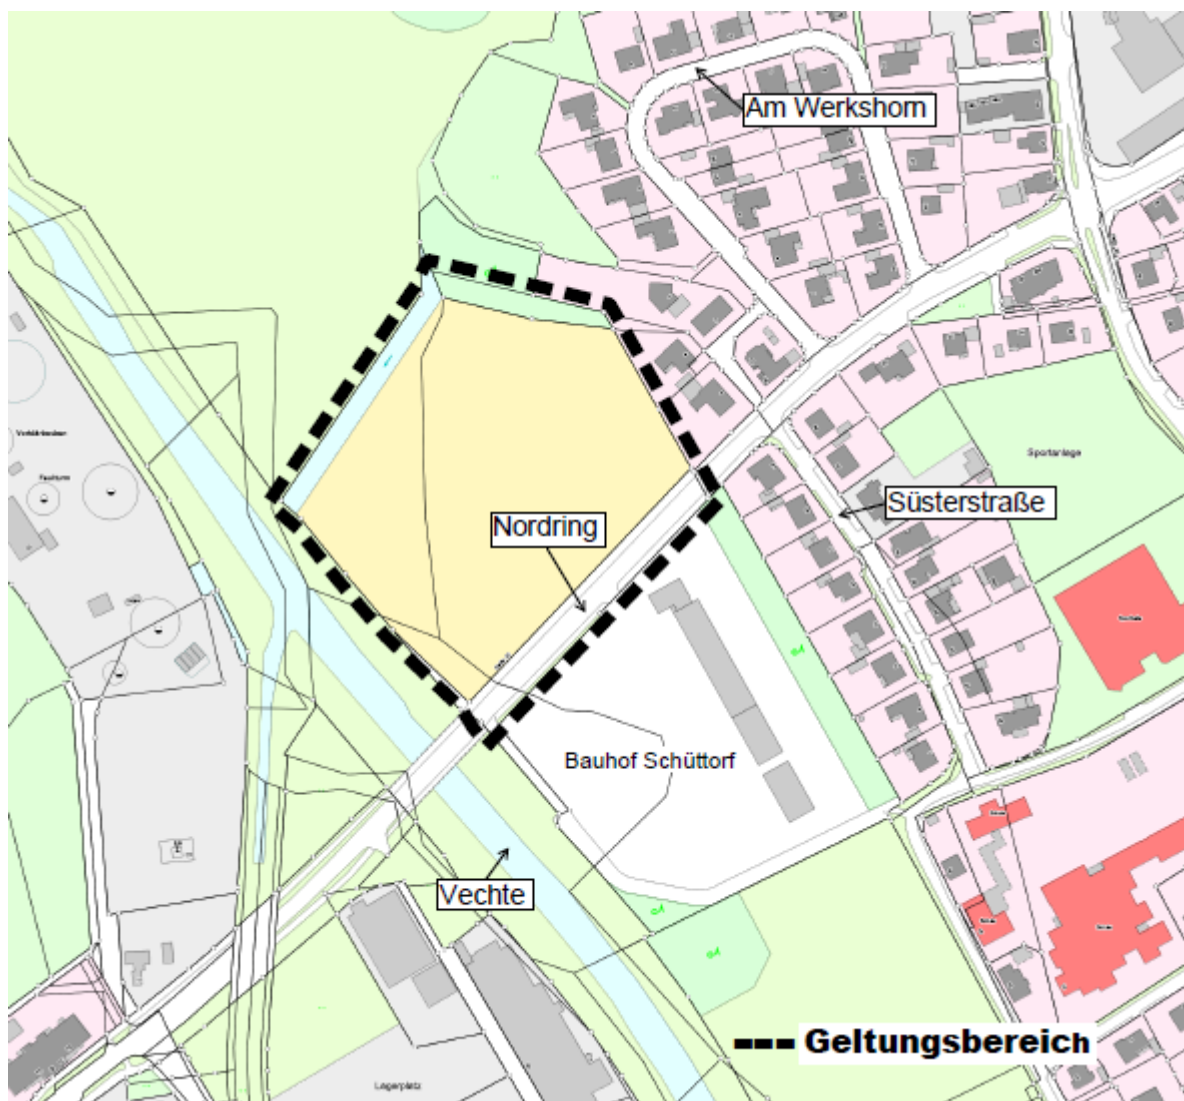 Am Werkshorn
Sportanlage
Süsterstraße
Nordring
Bauhof Schüttorf
Vechte
Geltungsbereich
Lagerplatz